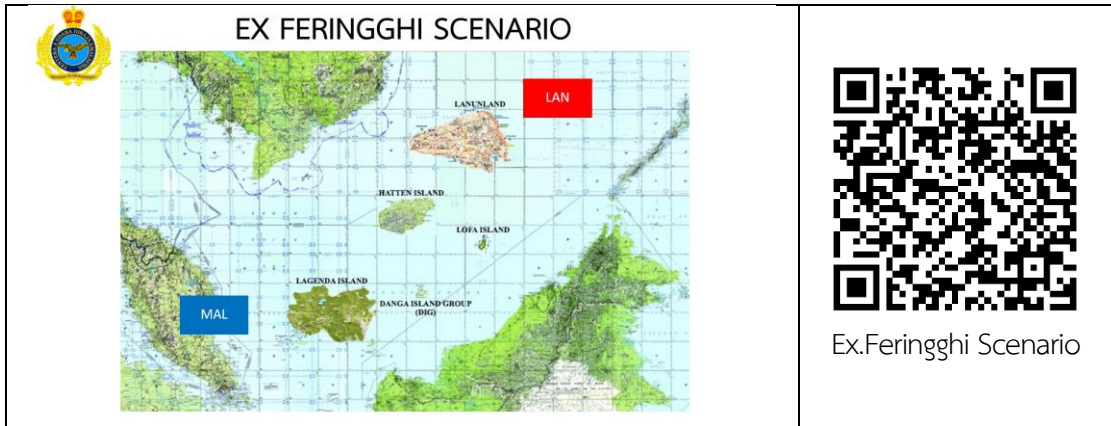 EX FERINGGHI SCENARIO
LAN
LANUNLAND
HATTEN ISLAND
LOFA ISLAND
LAGENDA ISLAND
DANGA ISLAND GROUP
(DIG)
MAL
Ex.Feringghi Scenario